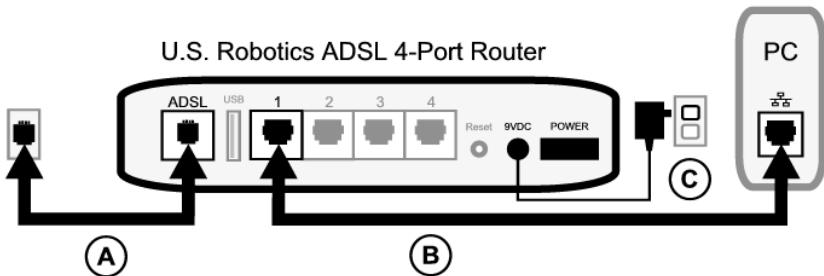 U.S. Robotics ADSL 4-Port Router
PC
ADSL
USB
1
2
3
4
Reset
9VDC
POWER
A
B
C